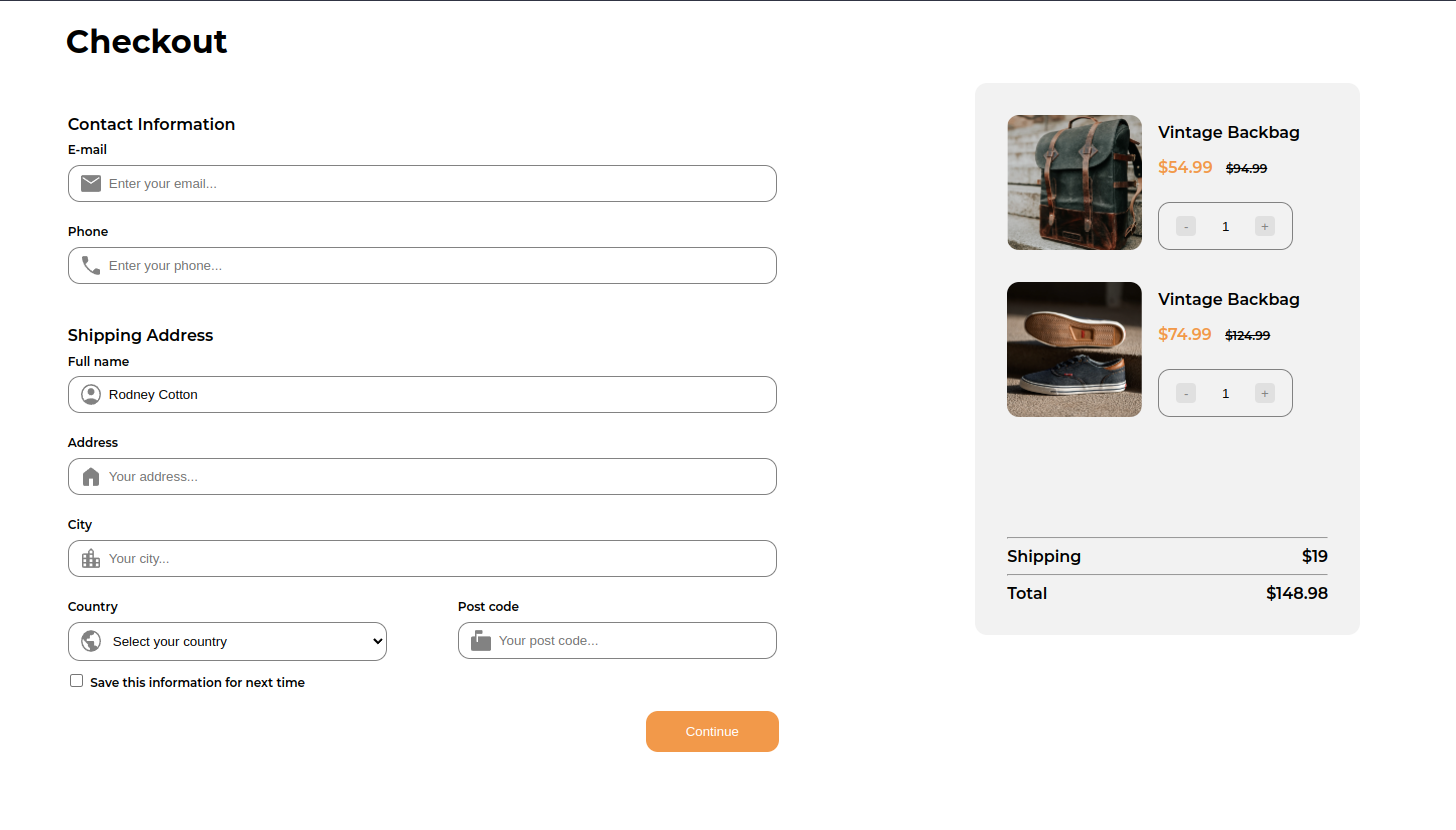 Checkout
Contact Information
E-mail
Enter your email...
Phone
Enter your phone...
Shipping Address
Full name
Rodney Cotton
Address
Your address...
City
Your city...
Country
Post code
Select your country
Your post code...
Save this information for next time
Continue
Vintage Backbag
$54.99 $94.99
- 1 +
Vintage Backbag
$74.99 $124.99
- 1 +
Shipping $19
Total $148.98